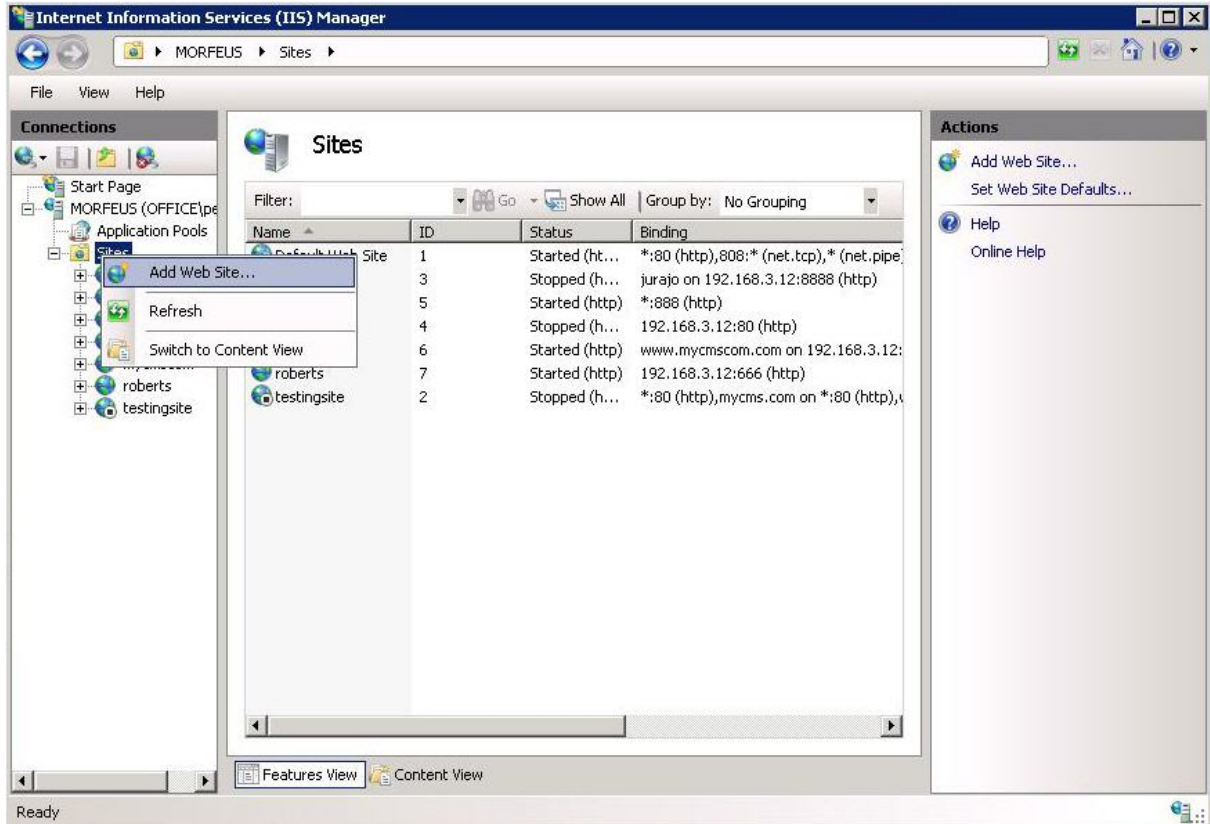 Internet Information Services (IIS) Manager
MORFEUS Sites
File View Help
Connections
Start Page
MORFEUS (OFFICE\pe
Application Pools
Sites
Add Web Site...
Refresh
Switch to Content View
roberts
testingsite
Sites
Filter: Go Show All Group by: No Grouping
Name ID Status Binding
Default Web Site 1 Started (ht... *:80 (http),808:* (net.tcp),* (net.pipe)
3 Stopped (h... jurajo on 192.168.3.12:8888 (http)
5 Started (http) *:888 (http)
4 Stopped (h... 192.168.3.12:80 (http)
6 Started (http) www.mycmscom.com on 192.168.3.12:
roberts 7 Started (http) 192.168.3.12:666 (http)
testingsite 2 Stopped (h... *:80 (http),mycms.com on *:80 (http),
Features View Content View
Actions
Add Web Site...
Set Web Site Defaults...
Help
Online Help
Ready